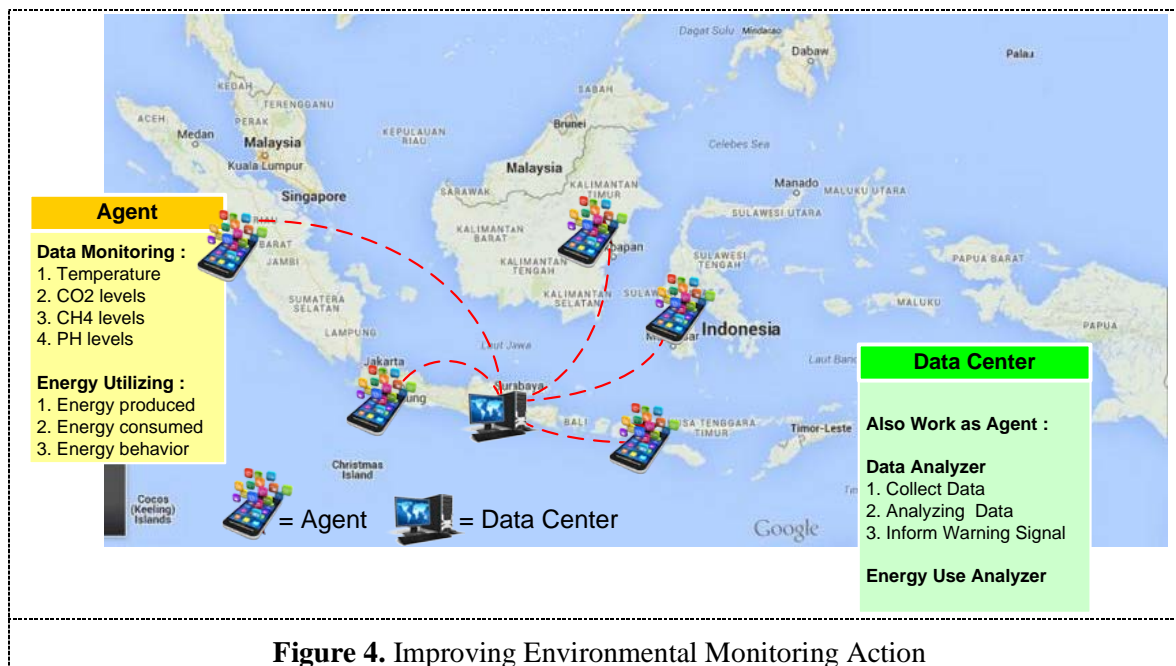 Dagat Sulu
Mindanao
Dabaw
Palau
KEDAH
TERENGGANU
SABAH
ACEH
PERAK
Medan
Malaysia
KEPULAUAN
RIAU
Brunei
Celebes Sea
Kuala Lumpur
Malaysia
Singapore
SARAWAK
KALIMANTAN
TIMUR
Manado
MALUKU UTARA
SULAWESI UTARA
Agent
RIAU
BARAT
JAMBI
KALIMANTAN
BARAT
KALIMANTAN
TENGAH
SULAWESI
TENGAH
PAPUA BARAT
Data Monitoring :
1. Temperature
2. CO2 levels
3. CH4 levels
4. PH levels
SUMATERA
SELATAN
KALIMANTAN
SELATAN
MALUKU
PAPUA
LAMPUNG
Laut Jawa
Indonesia
Energy Utilizing :
1. Energy produced
2. Energy consumed
3. Energy behavior
Jakarta
Surabaya
BALI
TENGGARA
TIMUR
Timor-Leste
Data Center
Also Work as Agent :
Data Analyzer
1. Collect Data
2. Analyzing Data
3. Inform Warning Signal
Energy Use Analyzer
Christmas
Island
Cocos
(Keeling)
Islands
= Agent
= Data Center
Google
Figure 4. Improving Environmental Monitoring Action